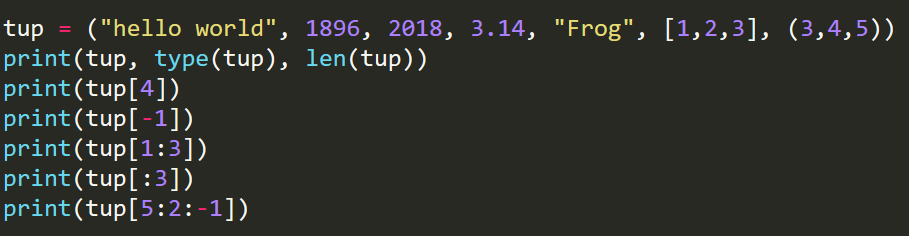 tup = ("hello world", 1896, 2018, 3.14, "Frog", [1,2,3], (3,4,5))
print(tup, type(tup), len(tup))
print(tup[4])
print(tup[-1])
print(tup[1:3])
print(tup[:3])
print(tup[5:2:-1])